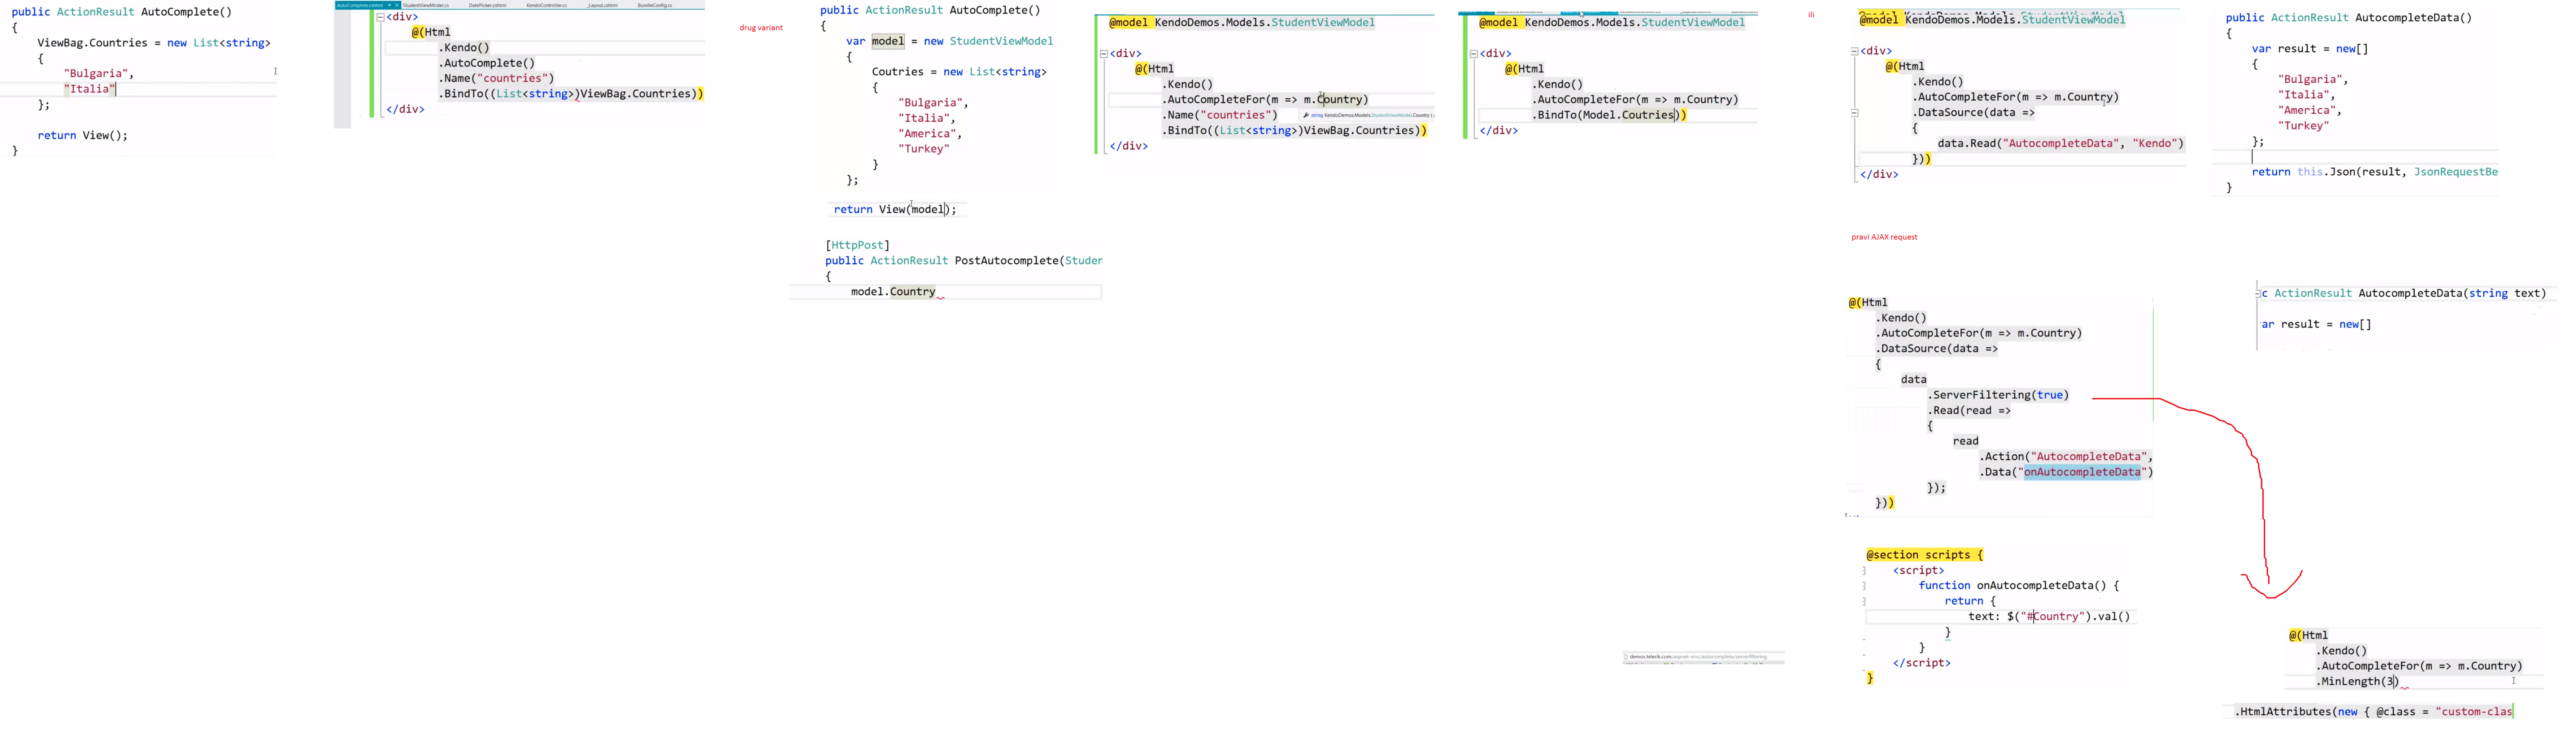 public ActionResult AutoComplete()
{
ViewBag.Countries = new List<string>
{
"Bulgaria",
"Italia"
};
return View();
}
AutoComplete.cshtml
StudentViewModel.cs
DatePicker.cshtml
KendoController.cs
_Layout.cshtml
BundleConfig.cs
<div>
@(Html
.Kendo()
.AutoComplete()
.Name("countries")
.BindTo((List<string>)ViewBag.Countries))
</div>
drug variant
public ActionResult AutoComplete()
{
var model = new StudentViewModel
{
Coutries = new List<string>
{
"Bulgaria",
"Italia",
"America",
"Turkey"
}
};
return View(model);
[HttpPost]
public ActionResult PostAutocomplete(Studen
{
model.Country
@model KendoDemos.Models.StudentViewModel
<div>
@(Html
.Kendo()
.AutoCompleteFor(m => m.Country)
.Name("countries")
string KendoDemos.Models.StudentViewModel.Country
.BindTo((List<string>)ViewBag.Countries))
</div>
@model KendoDemos.Models.StudentViewModel
<div>
@(Html
.Kendo()
.AutoCompleteFor(m => m.Country)
.BindTo(Model.Coutries))
</div>
ili
@model KendoDemos.Models.StudentViewModel
<div>
@(Html
.Kendo()
.AutoCompleteFor(m => m.Country)
.DataSource(data =>
{
data.Read("AutocompleteData", "Kendo")
}))
</div>
public ActionResult AutocompleteData()
{
var result = new[]
{
"Bulgaria",
"Italia",
"America",
"Turkey"
};
return this.Json(result, JsonRequestBe
}
pravi AJAX request
@(Html
.Kendo()
.AutoCompleteFor(m => m.Country)
.DataSource(data =>
{
data
.ServerFiltering(true)
.Read(read =>
{
read
.Action("AutocompleteData",
.Data("onAutocompleteData")
});
}))
c ActionResult AutocompleteData(string text)
ar result = new[]
@section scripts {
<script>
function onAutocompleteData() {
return {
text: $("#Country").val()
}
}
</script>
}
demos.telerik.com/aspnet-mvc/autocomplete/serverfiltering
@(Html
.Kendo()
.AutoCompleteFor(m => m.Country)
.MinLength(3)
.HtmlAttributes(new { @class = "custom-clas